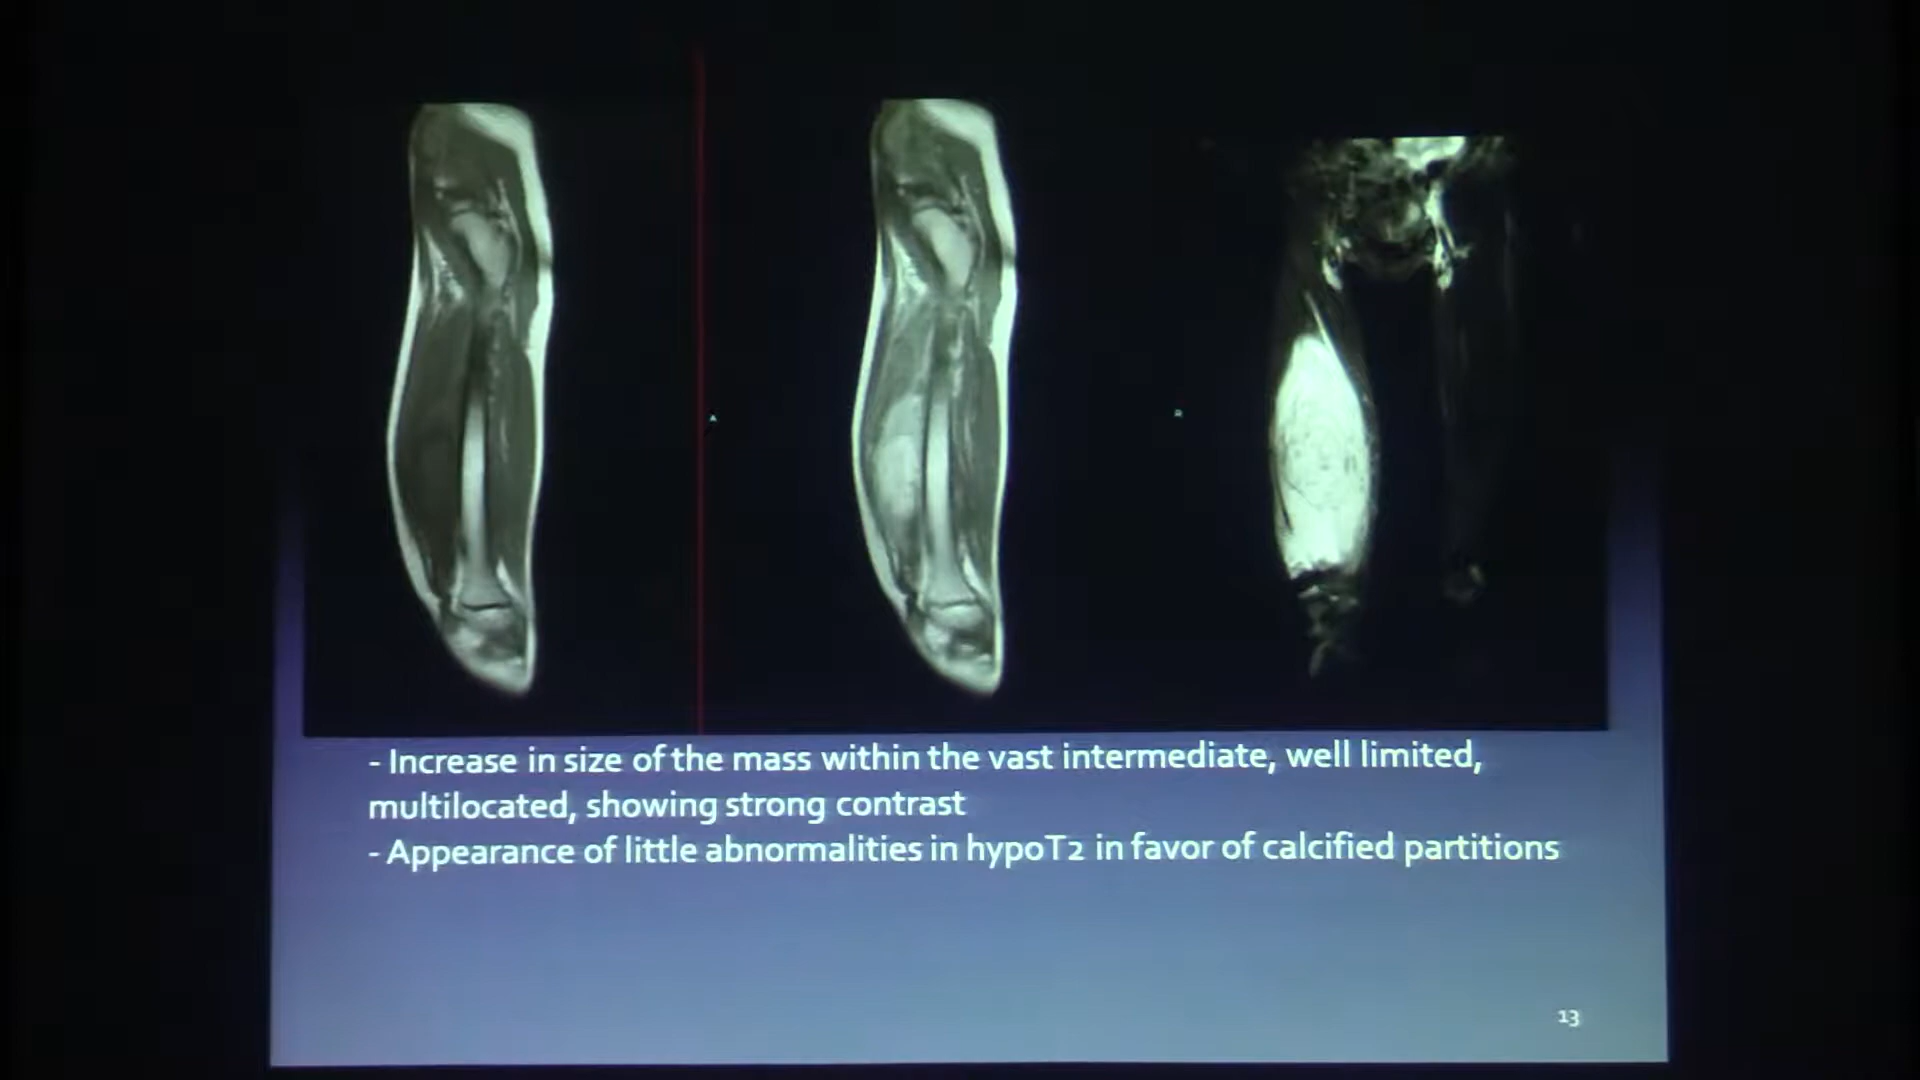 A
R
- Increase in size of the mass within the vast intermediate, well limited,
multilocated, showing strong contrast
- Appearance of little abnormalities in hypoT2 in favor of calcified partitions
13